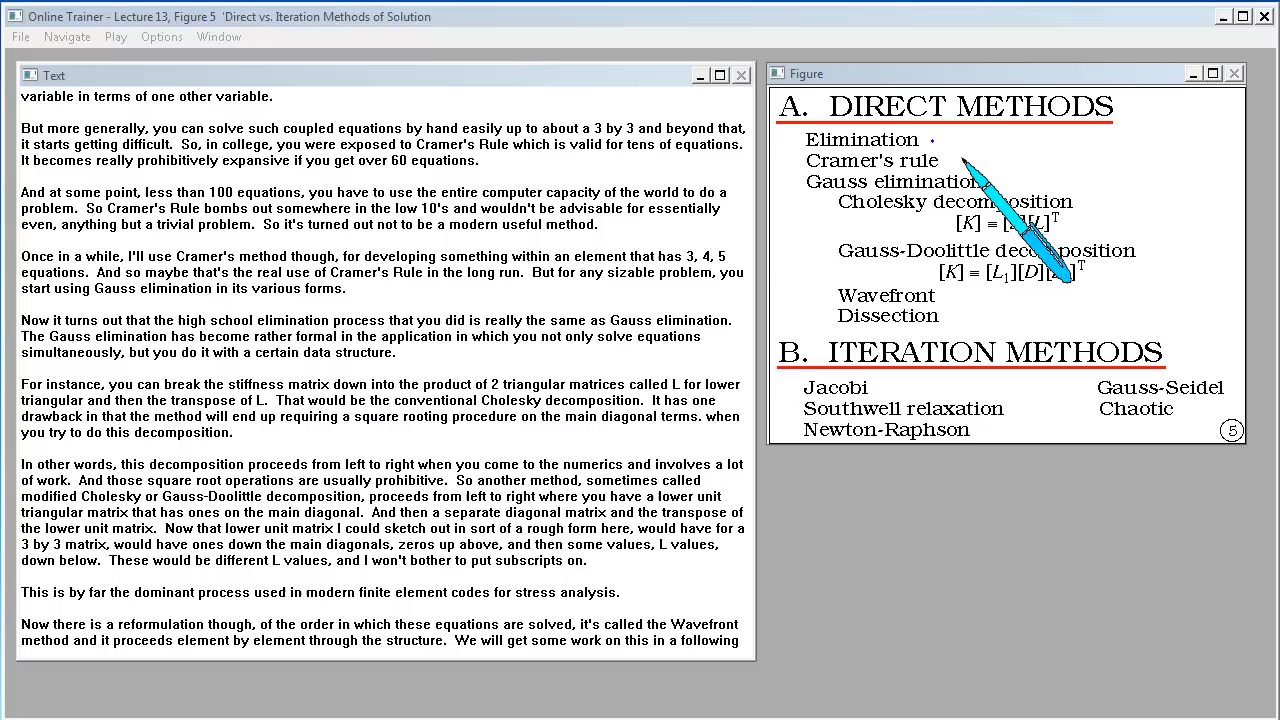 Online Trainer - Lecture 13, Figure 5 'Direct vs. Iteration Methods of Solution
File Navigate Play Options Window
Text
variable in terms of one other variable.
But more generally, you can solve such coupled equations by hand easily up to about a 3 by 3 and beyond that,
it starts getting difficult. So, in college, you were exposed to Cramer's Rule which is valid for tens of equations.
It becomes really prohibitively expansive if you get over 60 equations.
And at some point, less than 100 equations, you have to use the entire computer capacity of the world to do a
problem. So Cramer's Rule bombs out somewhere in the low 10's and wouldn't be advisable for essentially
even, anything but a trivial problem. So it's turned out not to be a modern useful method.
Once in a while, I'll use Cramer's method though, for developing something within an element that has 3, 4, 5
equations. And so maybe that's the real use of Cramer's Rule in the long run. But for any sizable problem, you
start using Gauss elimination in its various forms.
Now it turns out that the high school elimination process that you did is really the same as Gauss elimination.
The Gauss elimination has become rather formal in the application in which you not only solve equations
simultaneously, but you do it with a certain data structure.
For instance, you can break the stiffness matrix down into the product of 2 triangular matrices called L for lower
triangular and then the transpose of L. That would be the conventional Cholesky decomposition. It has one
drawback in that the method will end up requiring a square rooting procedure on the main diagonal terms. when
you try to do this decomposition.
In other words, this decomposition proceeds from left to right when you come to the numerics and involves a lot
of work. And those square root operations are usually prohibitive. So another method, sometimes called
modified Cholesky or Gauss-Doolittle decomposition, proceeds from left to right where you have a lower unit
triangular matrix that has ones on the main diagonal. And then a separate diagonal matrix and the transpose of
the lower unit matrix. Now that lower unit matrix I could sketch out in sort of a rough form here, would have for a
3 by 3 matrix, would have ones down the main diagonals, zeros up above, and then some values, L values,
down below. These would be different L values, and I won't bother to put subscripts on.
This is by far the dominant process used in modern finite element codes for stress analysis.
Now there is a reformulation though, of the order in which these equations are solved, it's called the Wavefront
method and it proceeds element by element through the structure. We will get some work on this in a following
Figure
A. DIRECT METHODS
Elimination
Cramer's rule
Gauss elimination
Cholesky decomposition
[K] ≡ [L]ᵀ
Gauss-Doolittle decomposition
[K] ≡ [L₁][D][ ]ᵀ
Wavefront
Dissection
B. ITERATION METHODS
Jacobi Gauss-Seidel
Southwell relaxation Chaotic
Newton-Raphson
5